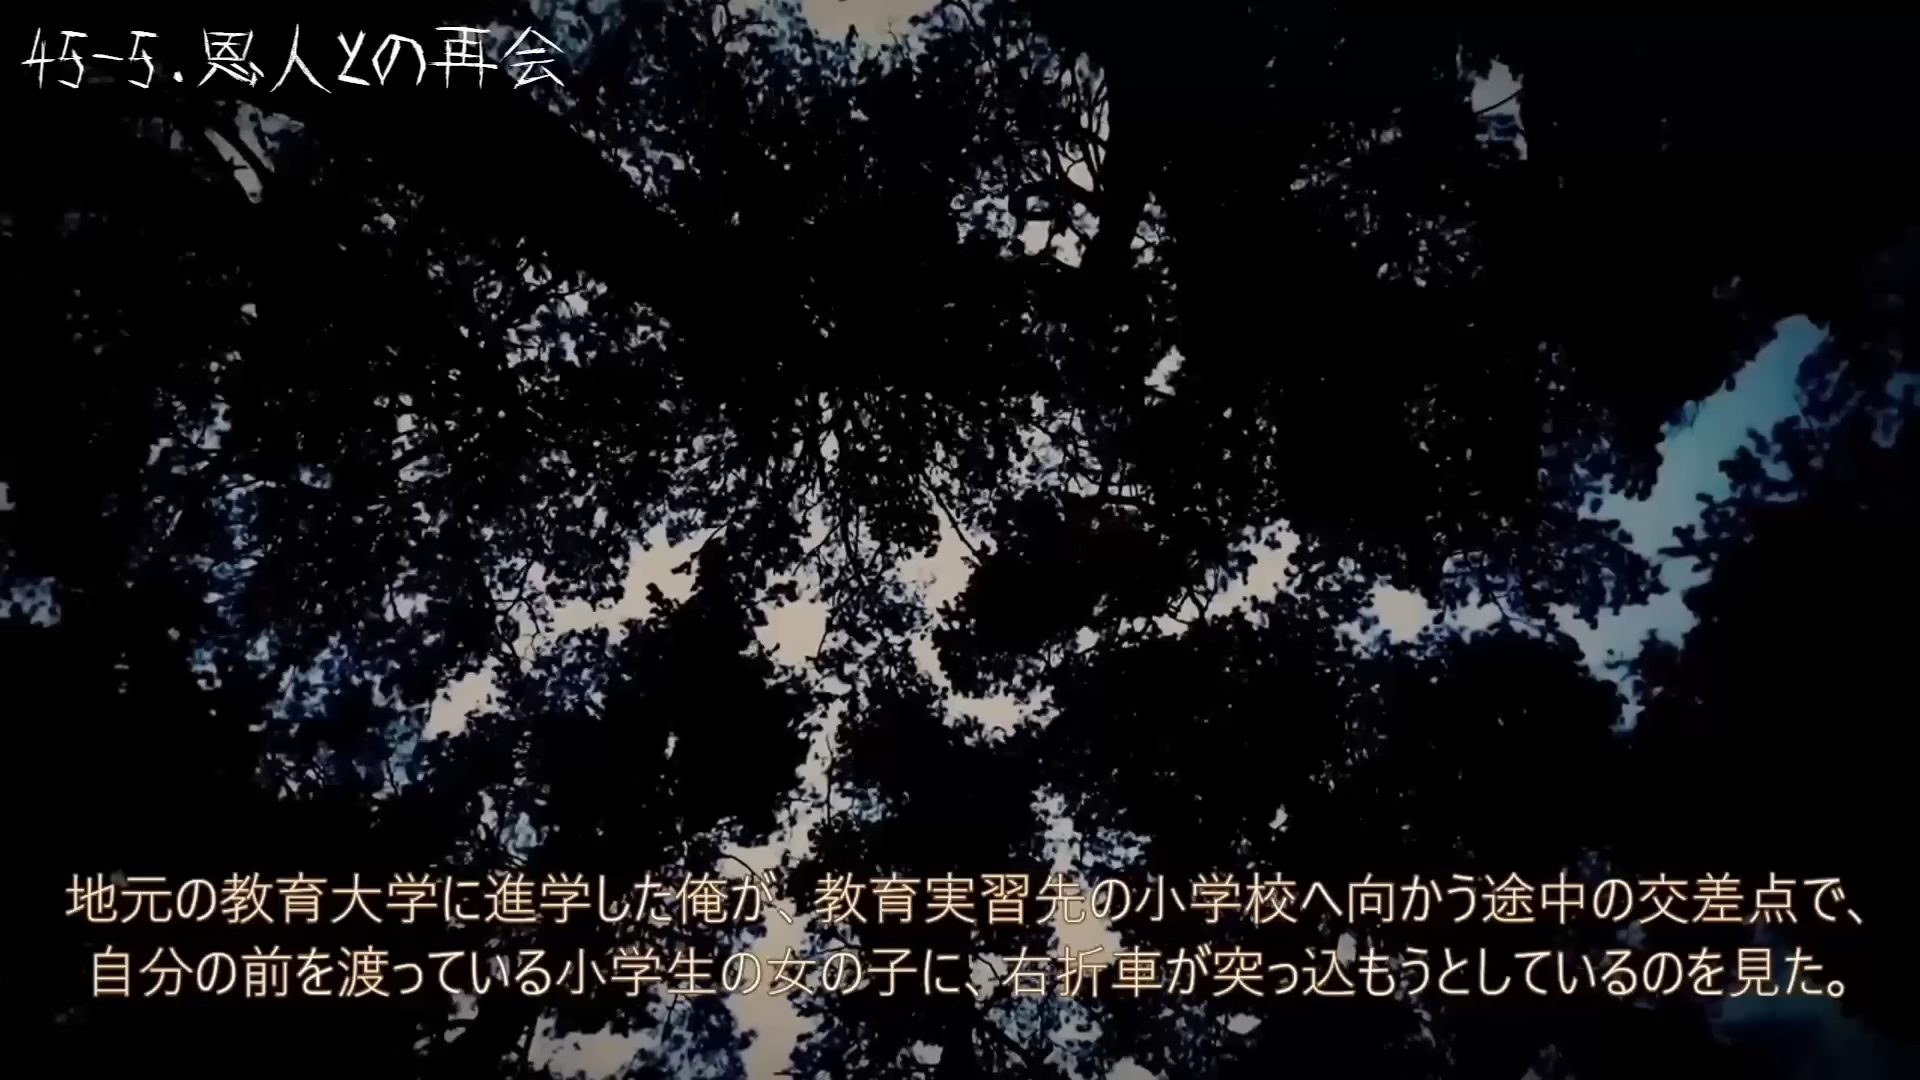 45-5.恩人との再会
地元の教育大学に進学した俺が、教育実習先の小学校へ向かう途中の交差点で、
自分の前を渡っている小学生の女の子に、右折車が突っ込もうとしているのを見た。